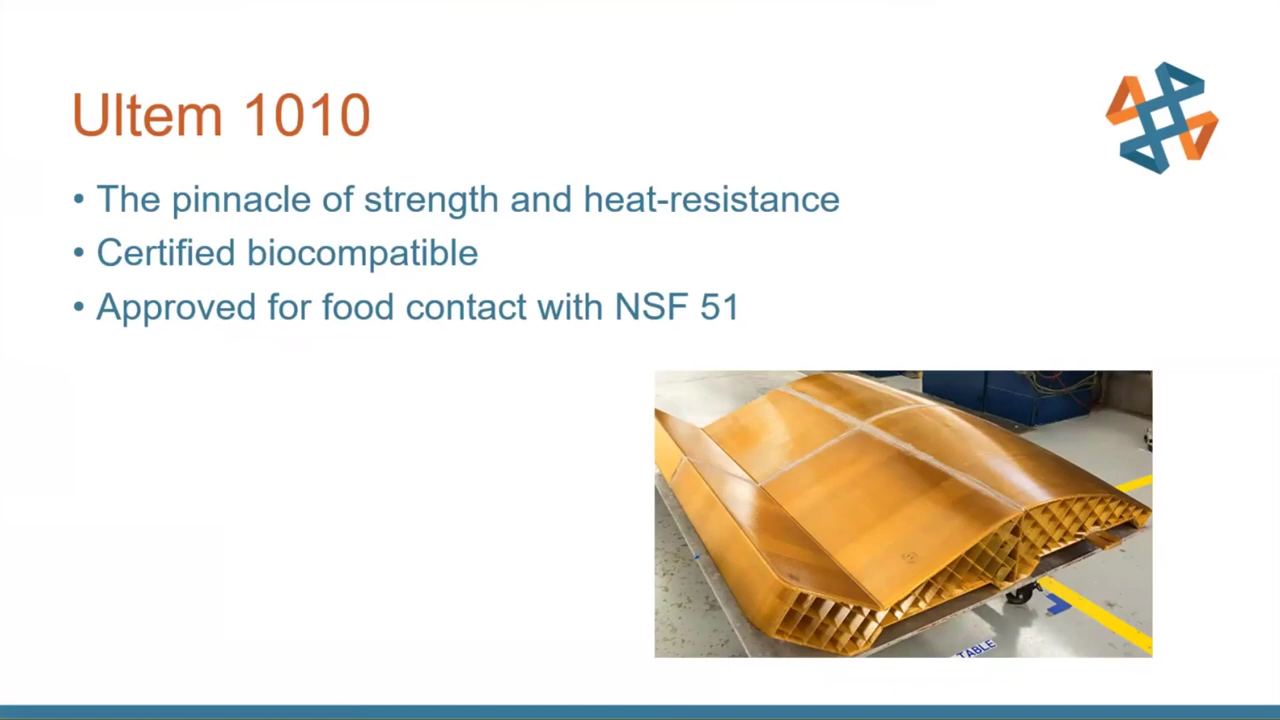 Ultem 1010
• The pinnacle of strength and heat-resistance
• Certified biocompatible
• Approved for food contact with NSF 51
TABLE